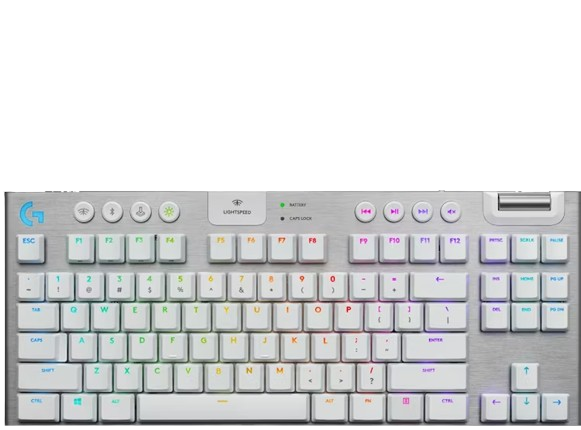 G
LIGHTSPEED
BATTERY
CAPS LOCK
ESC F1 F2 F3 F4 F5 F6 F7 F8 F9 F10 F11 F12 PRTSC SCRLK PAUSE
1 2 3 4 5 6 7 8 9 0 - = ← INS HOME PG UP
! @ # $ % ^ & * ( )
TAB Q W E R T Y U I O P [ ] \ DEL END PG DN
CAPS A S D F G H J K L ; ENTER
SHIFT Z X C V B N M / SHIFT ↑
?
CTRL ALT ALT FN CTRL ← ↓ →